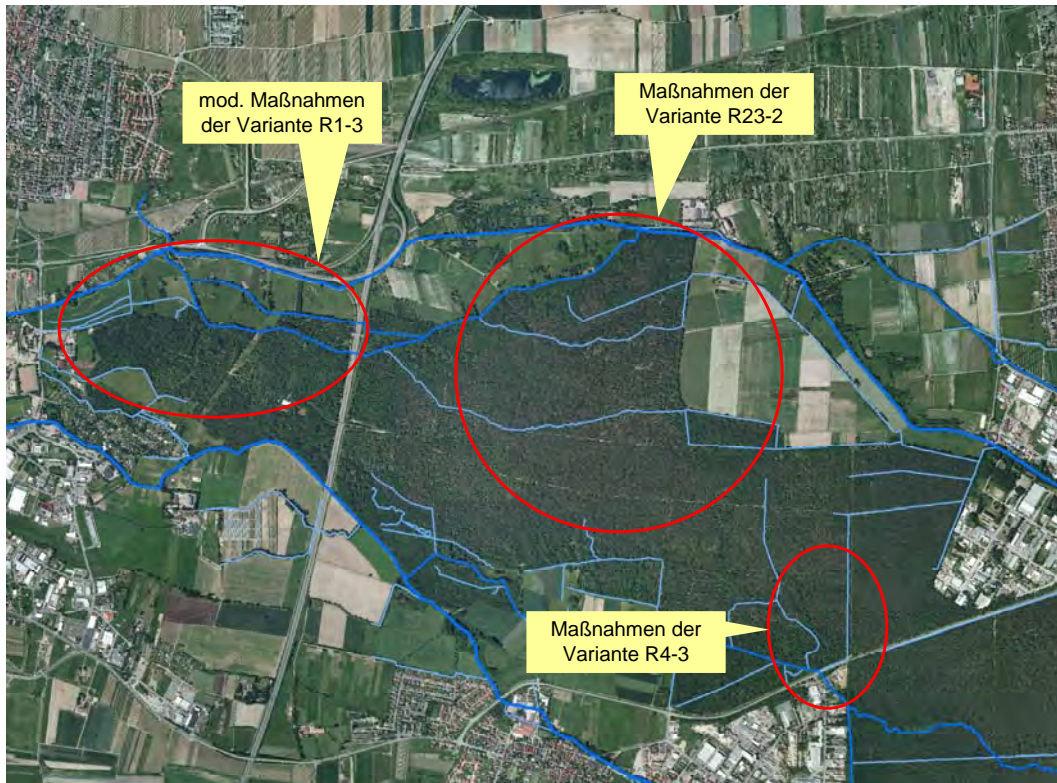 mod. Maßnahmen
der Variante R1-3
Maßnahmen der
Variante R23-2
Maßnahmen der
Variante R4-3